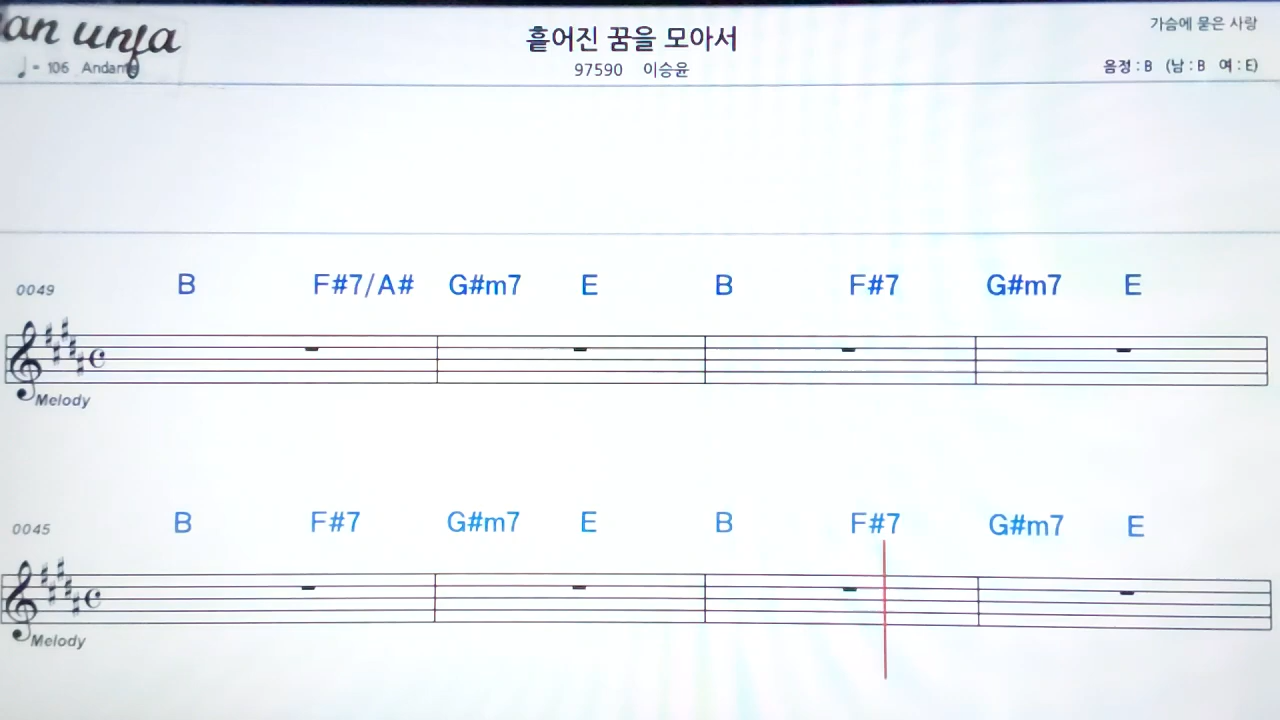 an unfa
흩어진 꿈을 모아서
가슴에 묻은 사랑
♩= 106 Andante
97590 이승윤
음정 : B (남 : B 여 : E)
0049 B F#7/A# G#m7 E B F#7 G#m7 E
Melody
0045 B F#7 G#m7 E B F#7 G#m7 E
Melody